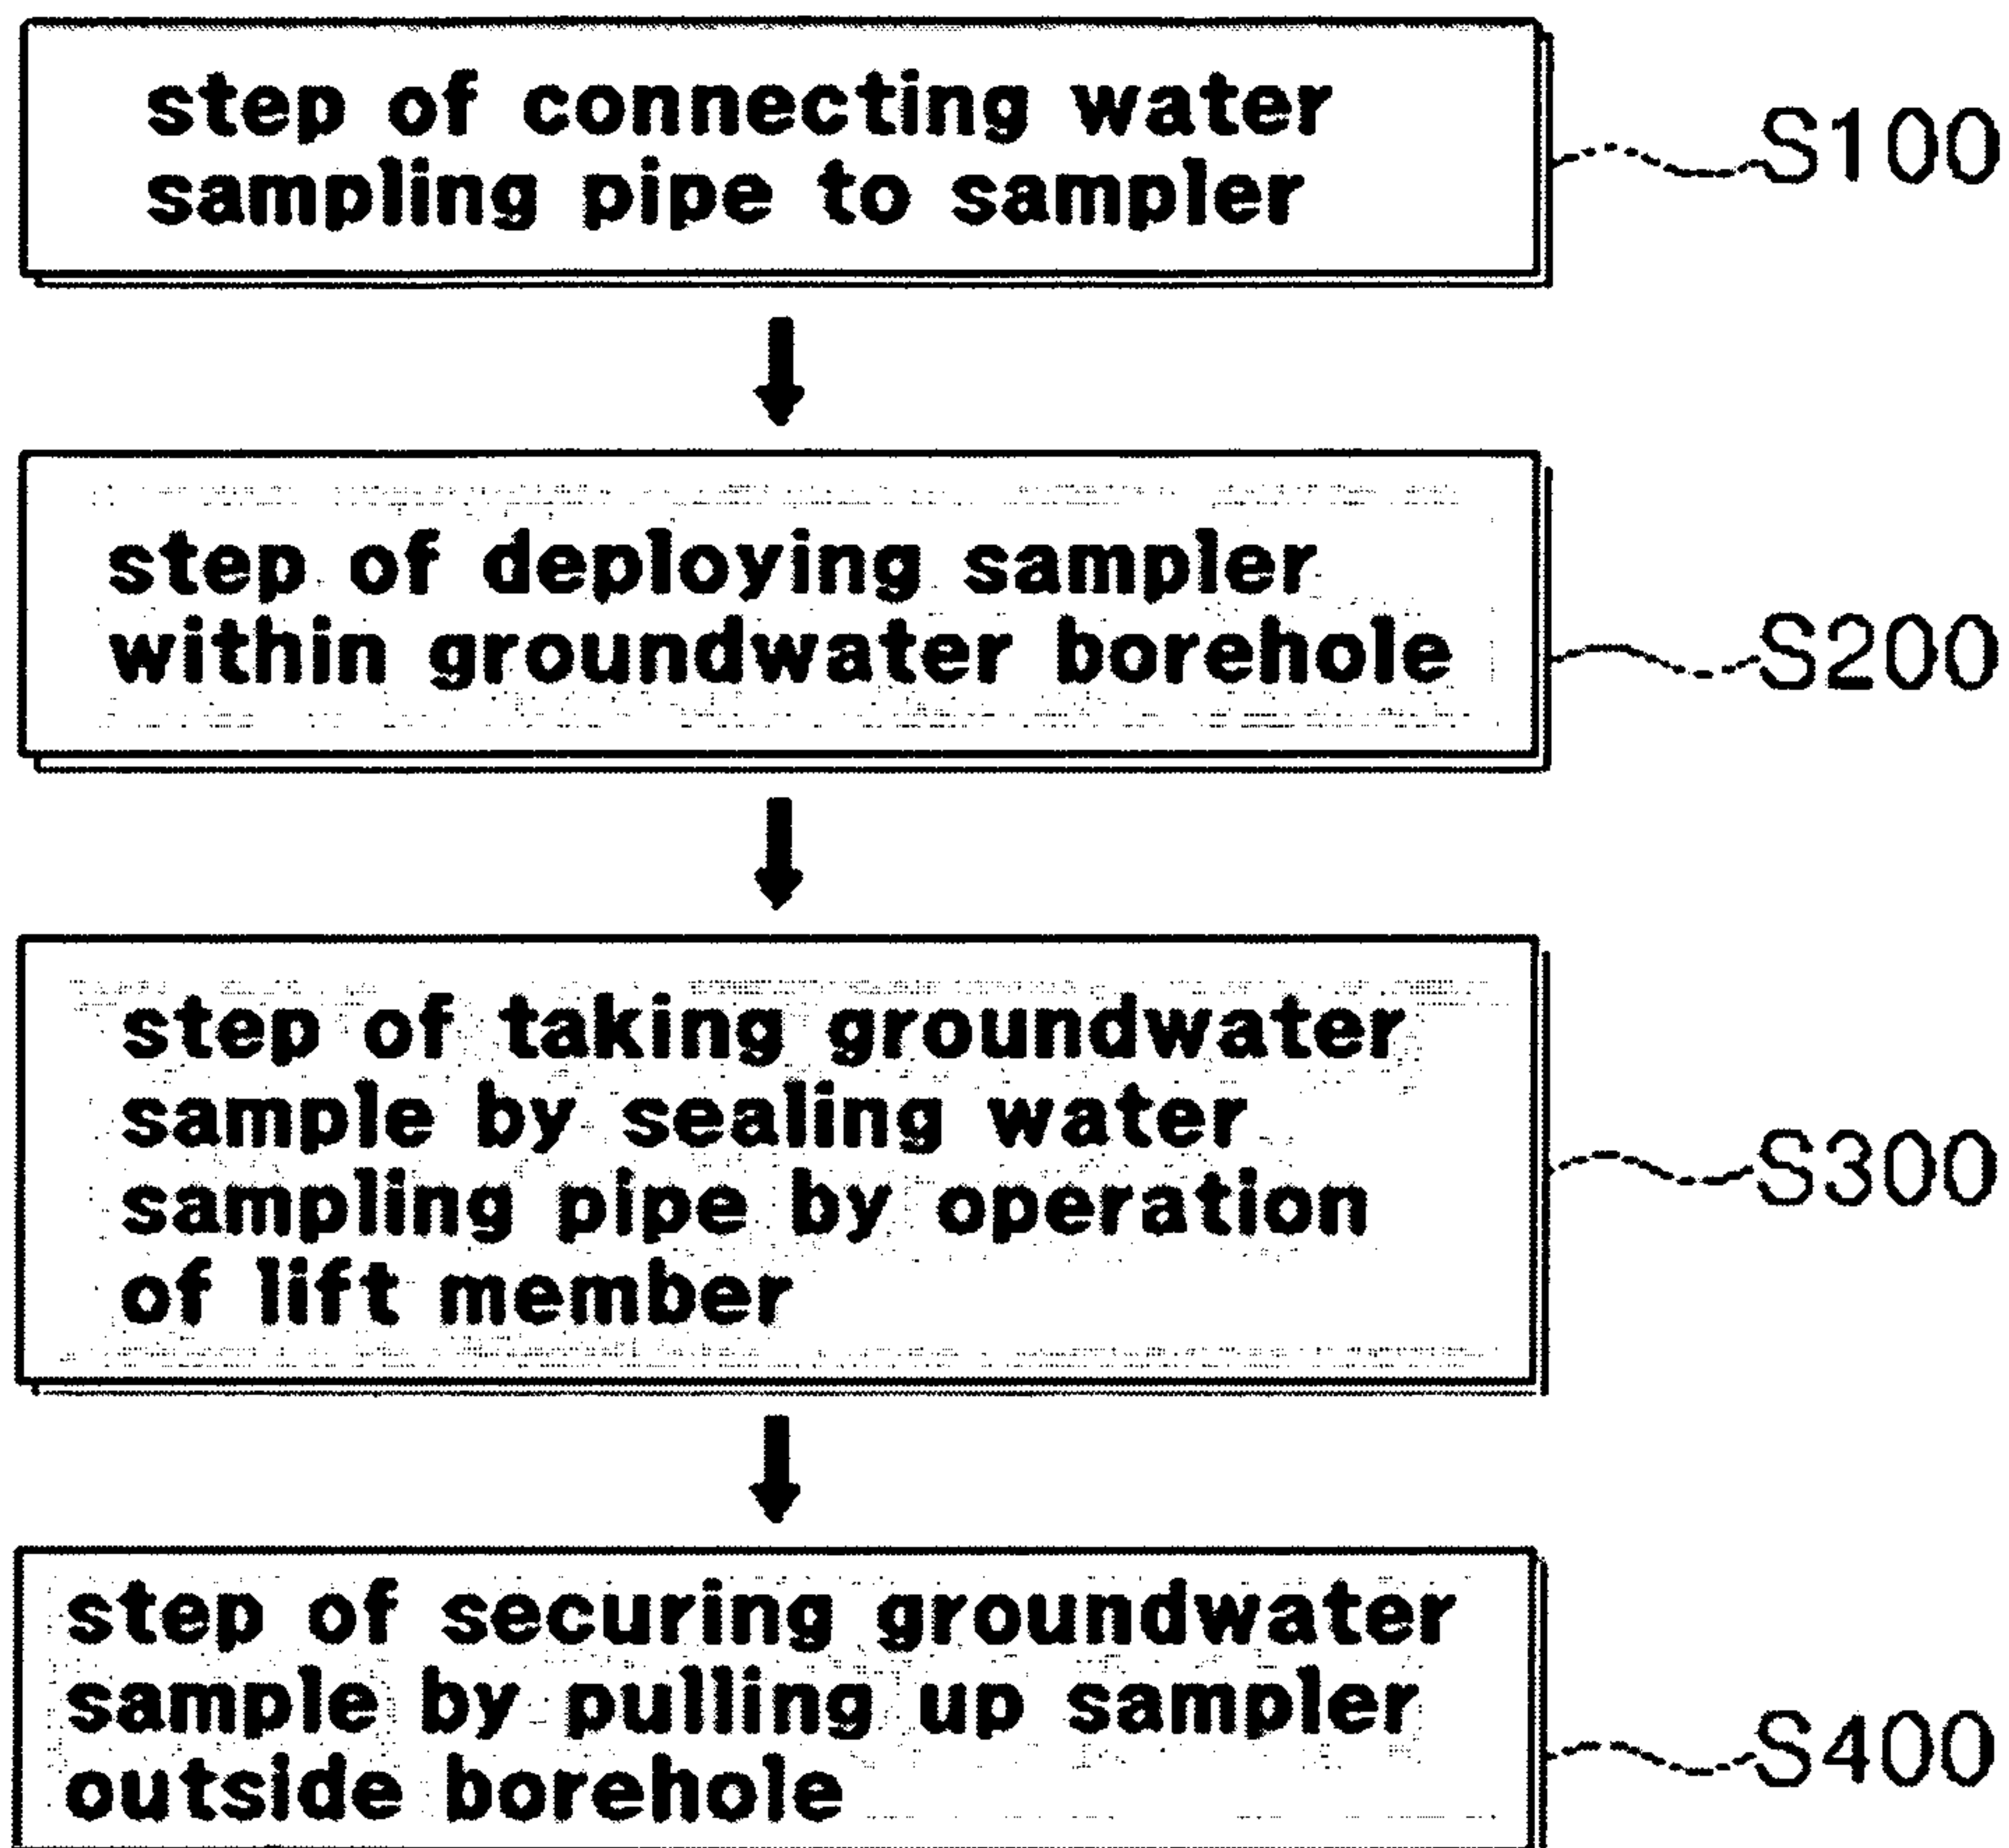 step of connecting water
sampling pipe to sampler
S100
step of deploying sampler
within groundwater borehole
S200
step of taking groundwater
sample by sealing water
sampling pipe by operation
of lift member
S300
step of securing groundwater
sample by pulling up sampler
outside borehole
S400